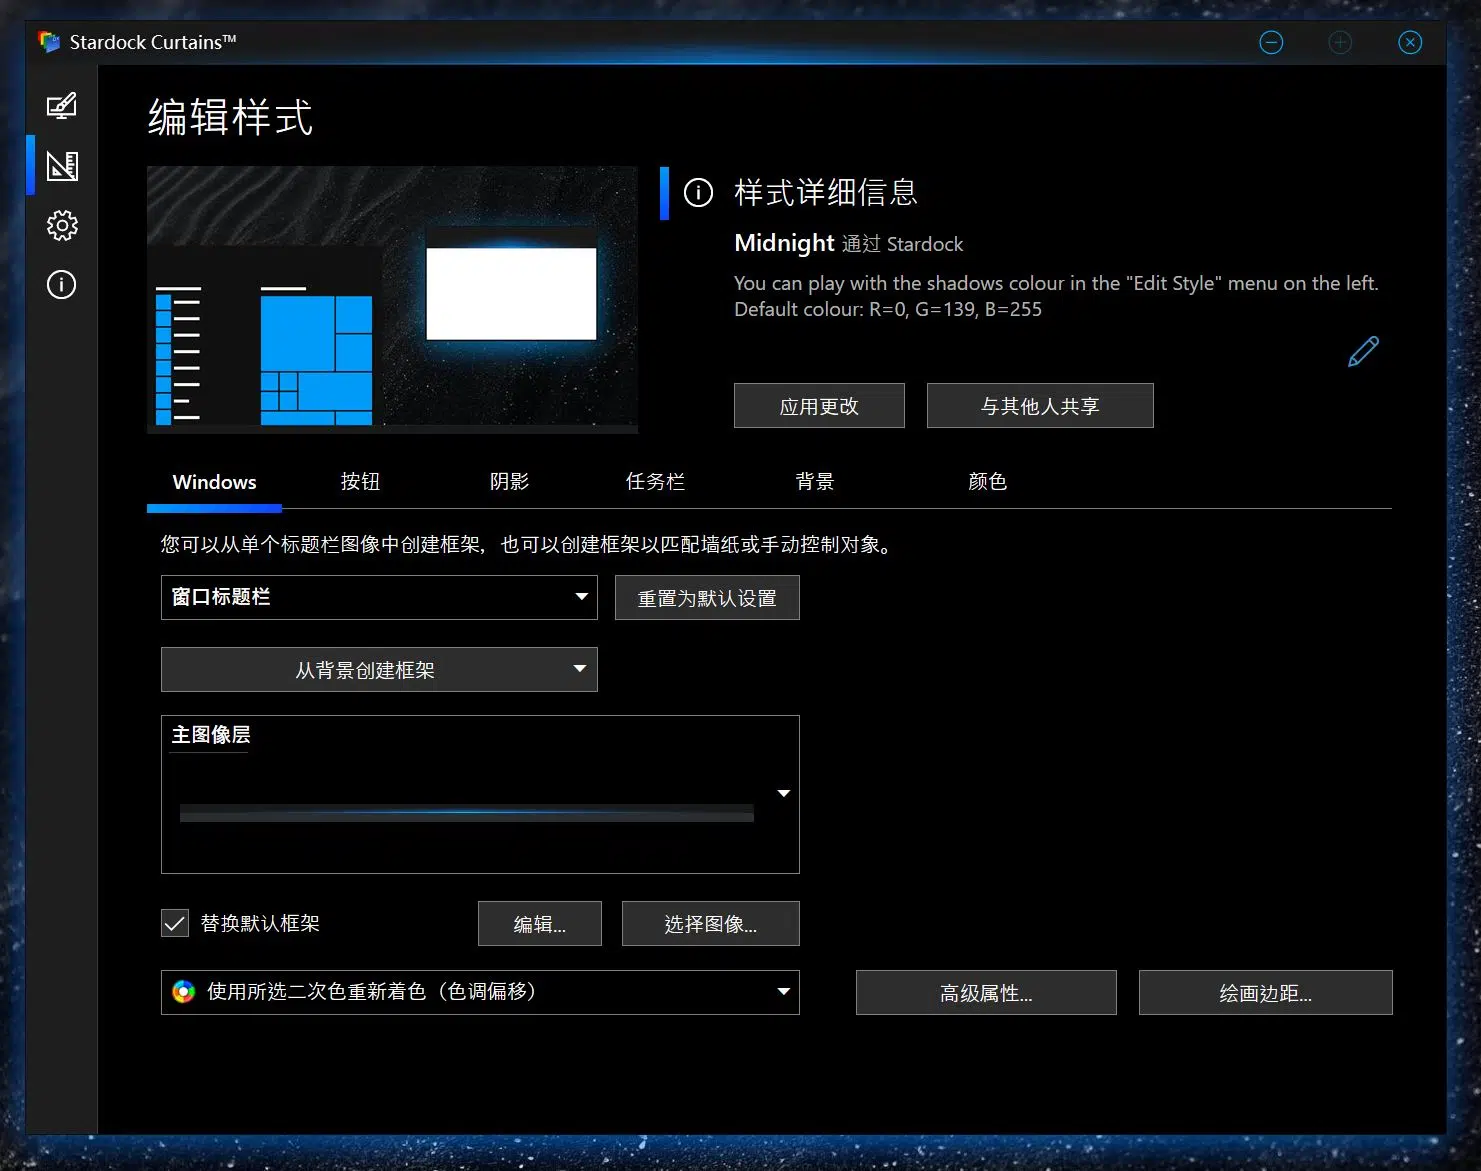 Stardock Curtains™
编辑样式
样式详细信息
Midnight 通过 Stardock
You can play with the shadows colour in the "Edit Style" menu on the left.
Default colour: R=0, G=139, B=255
应用更改
与其他人共享
Windows
按钮
阴影
任务栏
背景
颜色
您可以从单个标题栏图像中创建框架，也可以创建框架以匹配墙纸或手动控制对象。
窗口标题栏
重置为默认设置
从背景创建框架
主图像层
替换默认框架
编辑...
选择图像...
使用所选二次色重新着色（色调偏移）
高级属性...
绘画边距...